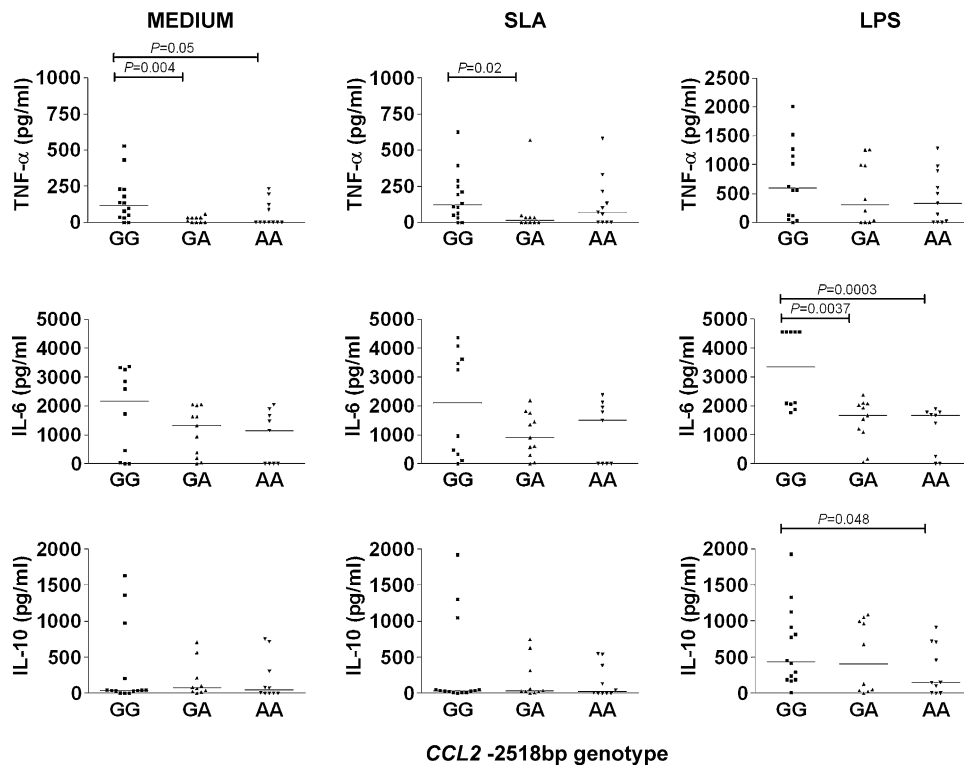 MEDIUM SLA LPS
P=0.05
P=0.004
P=0.02
TNF-α (pg/ml)
1000
750
500
250
0
GG GA AA
TNF-α (pg/ml)
1000
750
500
250
0
GG GA AA
TNF-α (pg/ml)
2500
2000
1500
1000
500
0
GG GA AA
IL-6 (pg/ml)
5000
4000
3000
2000
1000
0
GG GA AA
IL-6 (pg/ml)
5000
4000
3000
2000
1000
0
GG GA AA
P=0.0003
P=0.0037
IL-6 (pg/ml)
5000
4000
3000
2000
1000
0
GG GA AA
IL-10 (pg/ml)
2000
1500
1000
500
0
GG GA AA
IL-10 (pg/ml)
2000
1500
1000
500
0
GG GA AA
P=0.048
IL-10 (pg/ml)
2000
1500
1000
500
0
GG GA AA
CCL2 -2518bp genotype